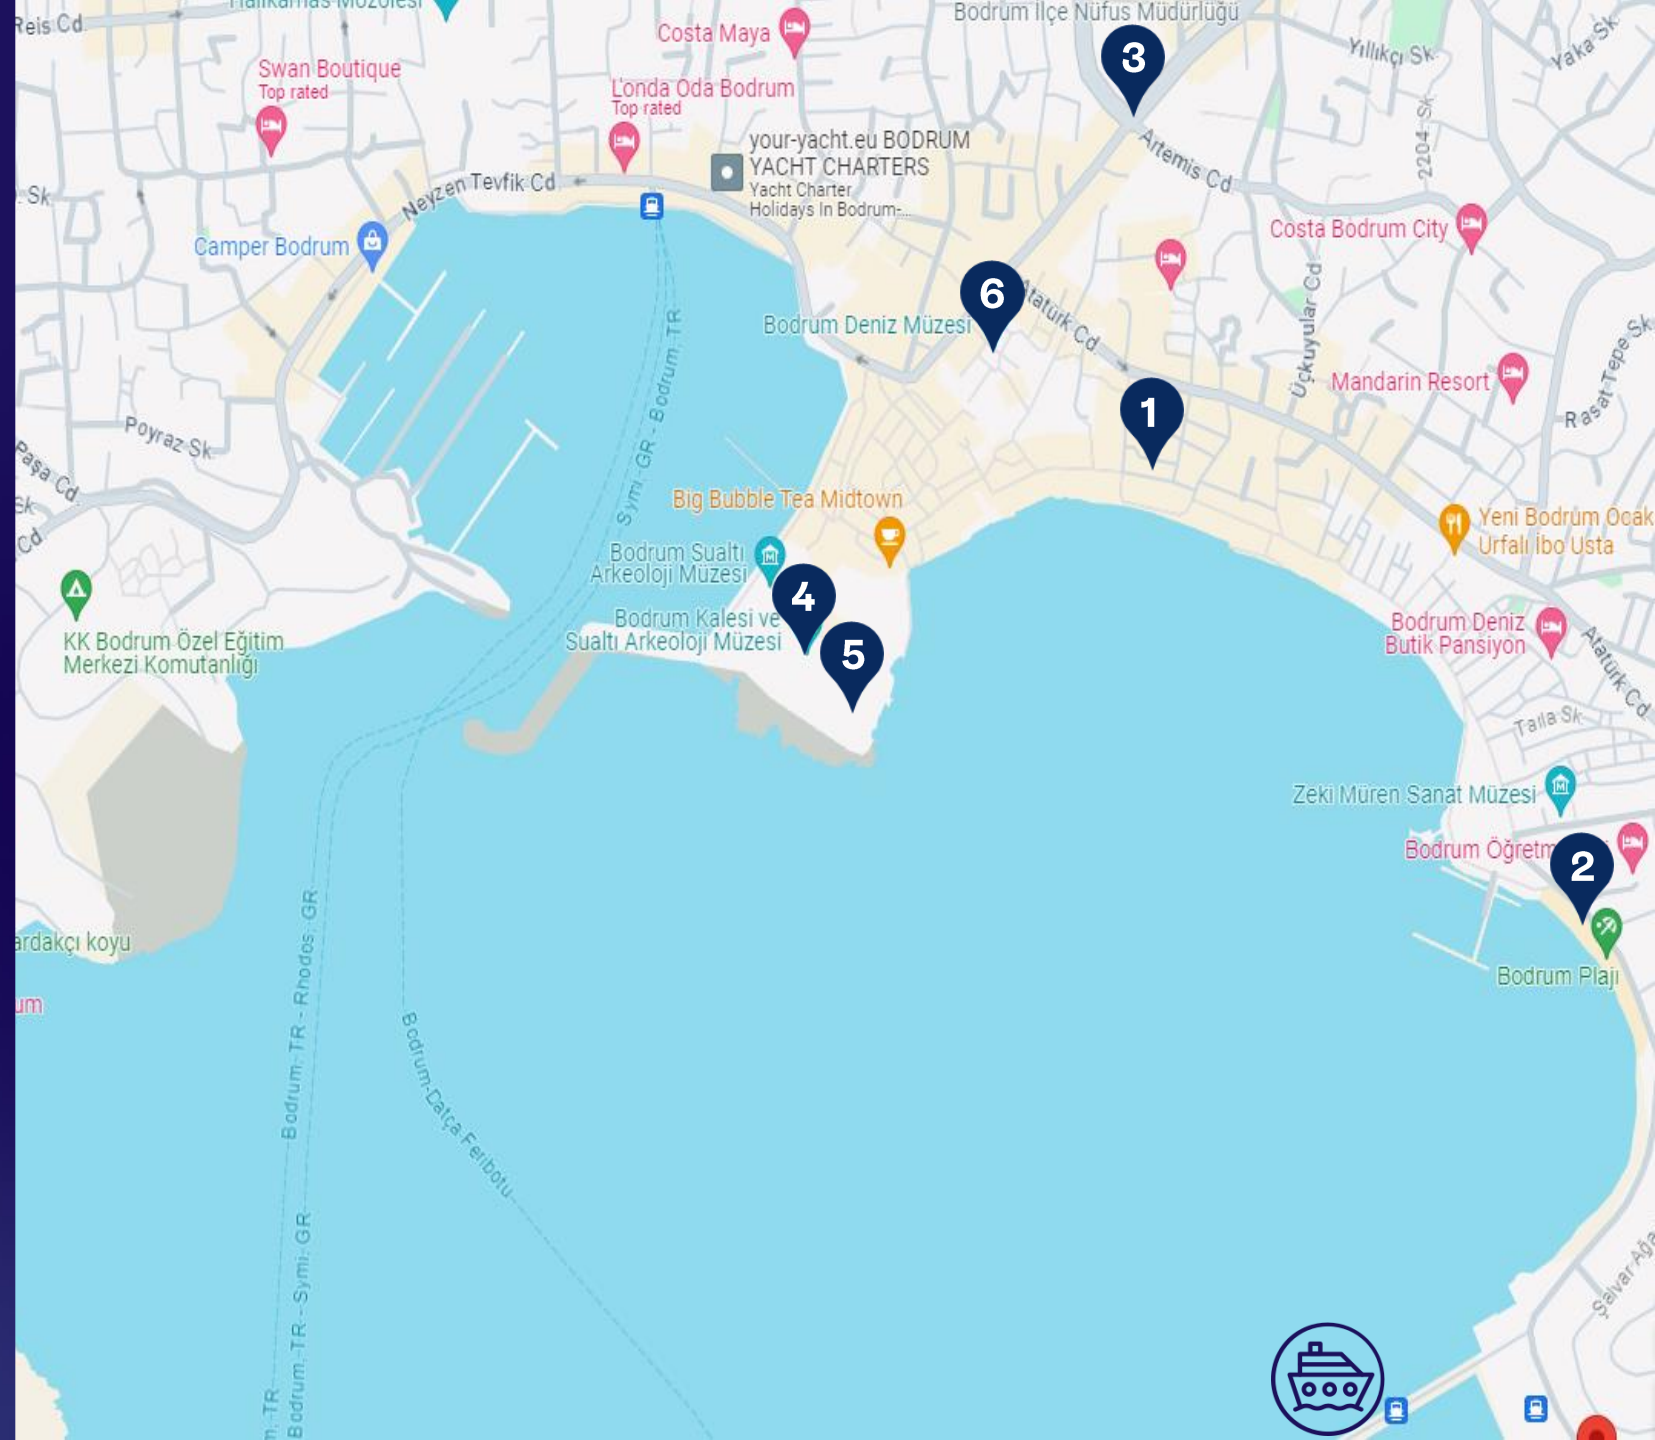 Reis Cd.
Halikarnas Mozolesi
Costa Maya
Bodrum İlçe Nüfus Müdürlüğü
Yıllıkçı Sk.
Yaka Sk.
3
Swan Boutique
Top rated
L'onda Oda Bodrum
Top rated
your-yacht.eu BODRUM
YACHT CHARTERS
Yacht Charter
Holidays In Bodrum-...
Artemis Cd.
2204. Sk.
Sk.
Neyzen Tevfik Cd.
Camper Bodrum
Costa Bodrum City
Üçkuyular Cd.
6
Atatürk Cd.
Bodrum Deniz Müzesi
Symi, GR - Bodrum, TR
Mandarin Resort
Rasat Tepe Sk.
1
Poyraz Sk.
Paşa Cd.
Sk.
Cd.
Big Bubble Tea Midtown
Yeni Bodrum Ocak
Urfalı İbo Usta
Bodrum Sualtı
Arkeoloji Müzesi
4
Bodrum Kalesi ve
Sualtı Arkeoloji Müzesi
5
KK Bodrum Özel Eğitim
Merkezi Komutanlığı
Bodrum Deniz
Butik Pansiyon
Atatürk Cd.
Zeki Müren Sanat Müzesi
Bodrum Öğretm
2
ardakçı koyu
Bodrum Plajı
um
Bodrum, TR - Rhodos, GR
Bodrum-Datça Feribotu
Bodrum, TR - Symi, GR
Şalvar Ağa
TR